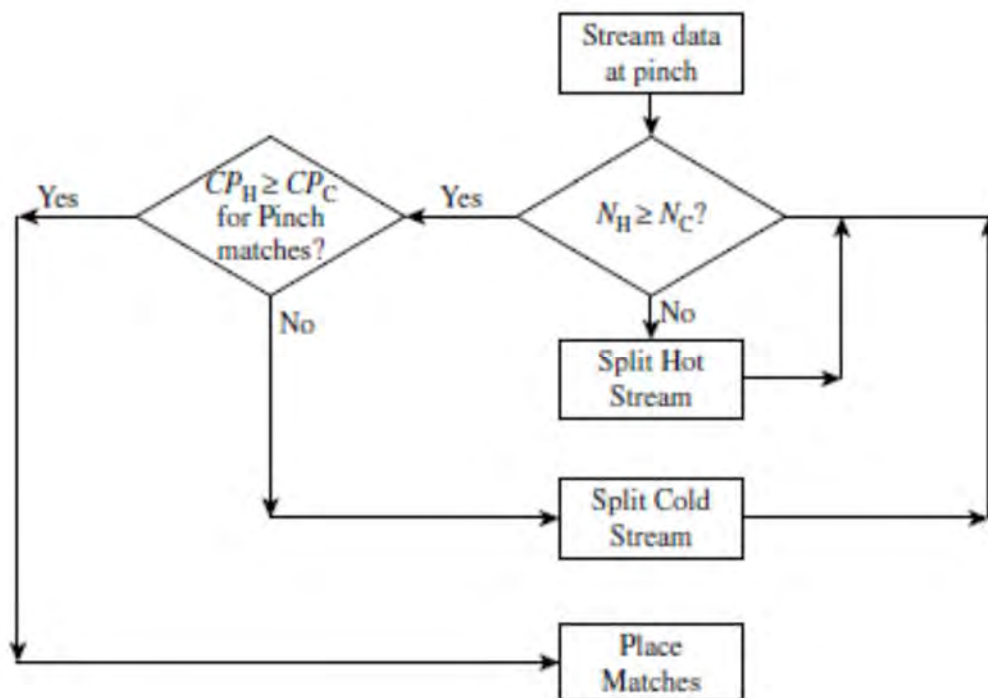 Stream data
at pinch
Yes
CP_H ≥ CP_C
for Pinch
matches?
Yes
N_H ≥ N_C?
No
No
Split Hot
Stream
Split Cold
Stream
Place
Matches